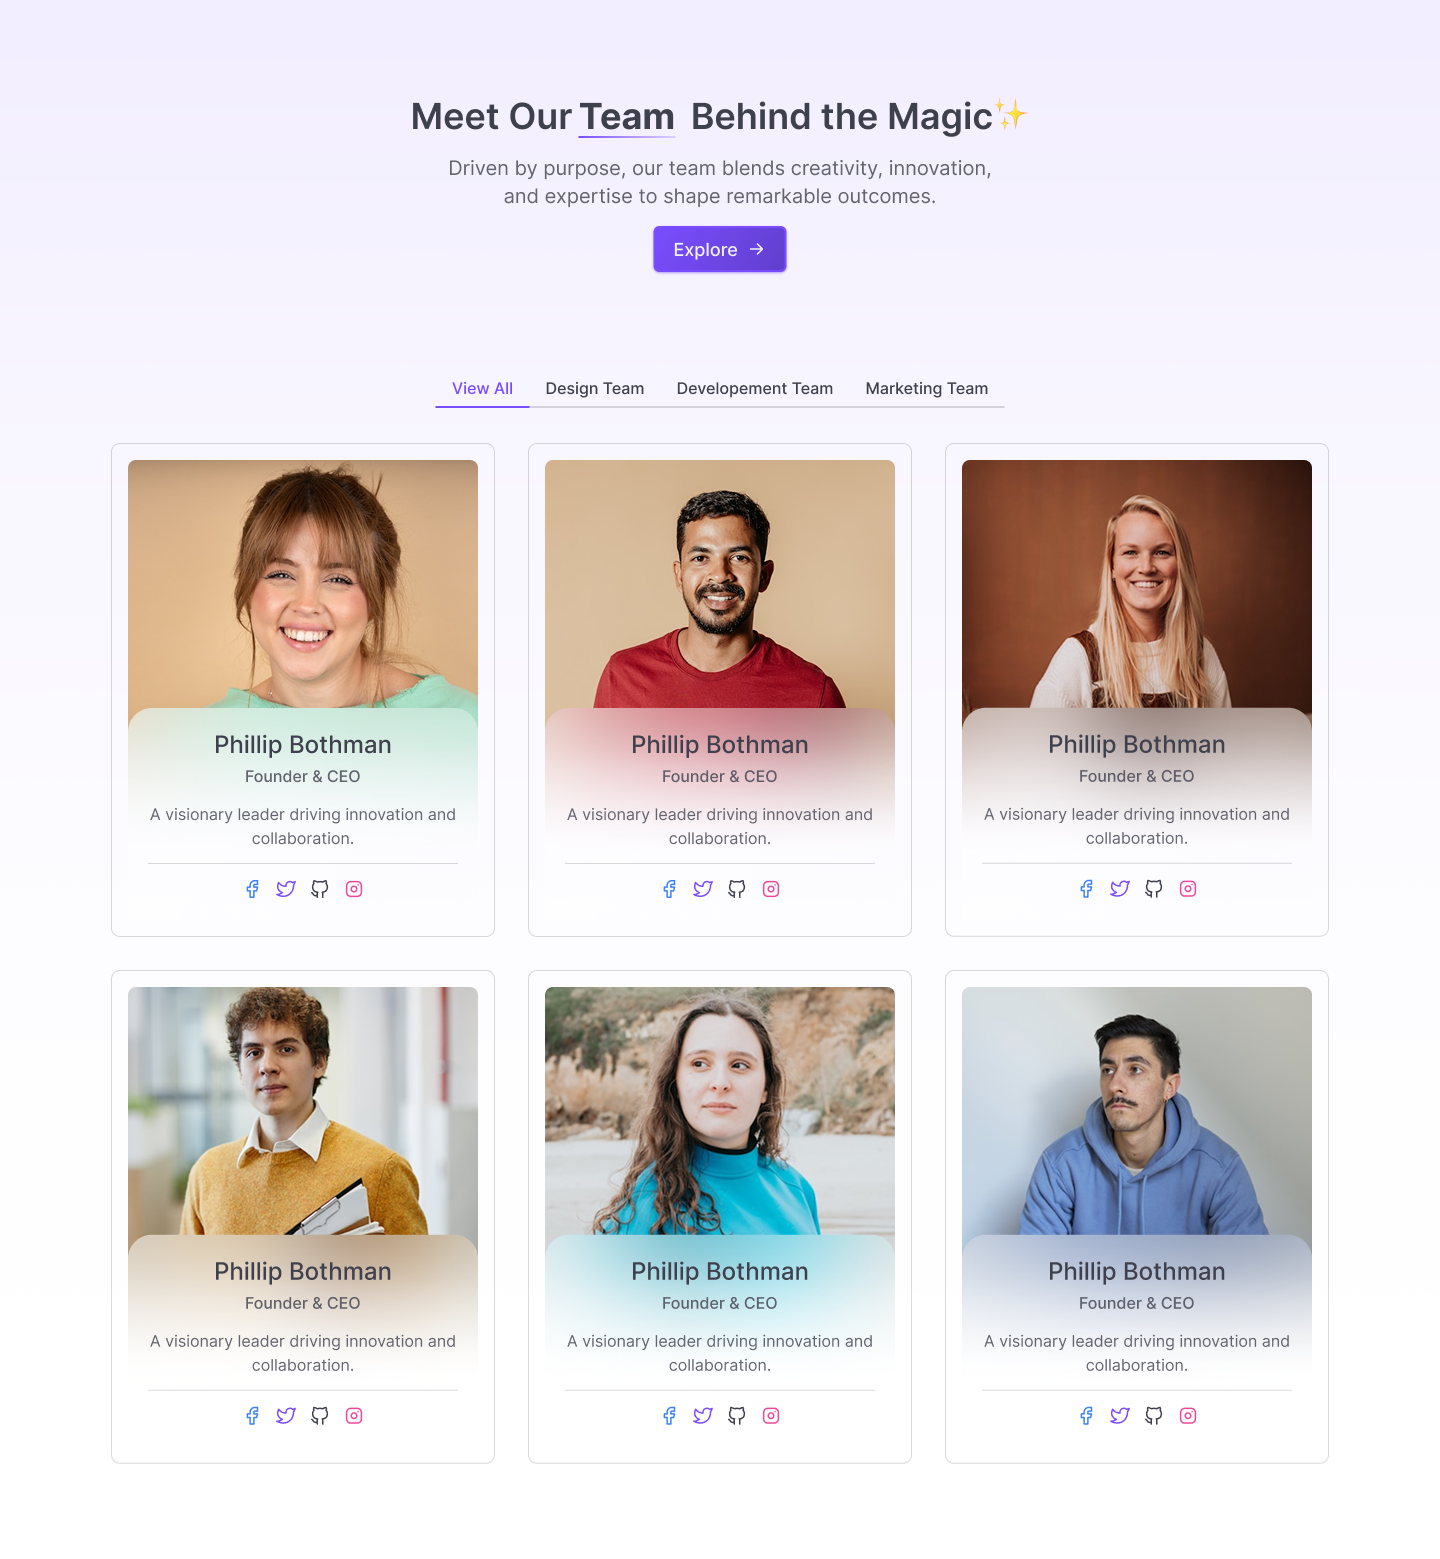 Meet Our Team Behind the Magic✨
Driven by purpose, our team blends creativity, innovation,
and expertise to shape remarkable outcomes.
Explore →
View All Design Team Developement Team Marketing Team
Phillip Bothman
Founder & CEO
A visionary leader driving innovation and
collaboration.
Phillip Bothman
Founder & CEO
A visionary leader driving innovation and
collaboration.
Phillip Bothman
Founder & CEO
A visionary leader driving innovation and
collaboration.
Phillip Bothman
Founder & CEO
A visionary leader driving innovation and
collaboration.
Phillip Bothman
Founder & CEO
A visionary leader driving innovation and
collaboration.
Phillip Bothman
Founder & CEO
A visionary leader driving innovation and
collaboration.